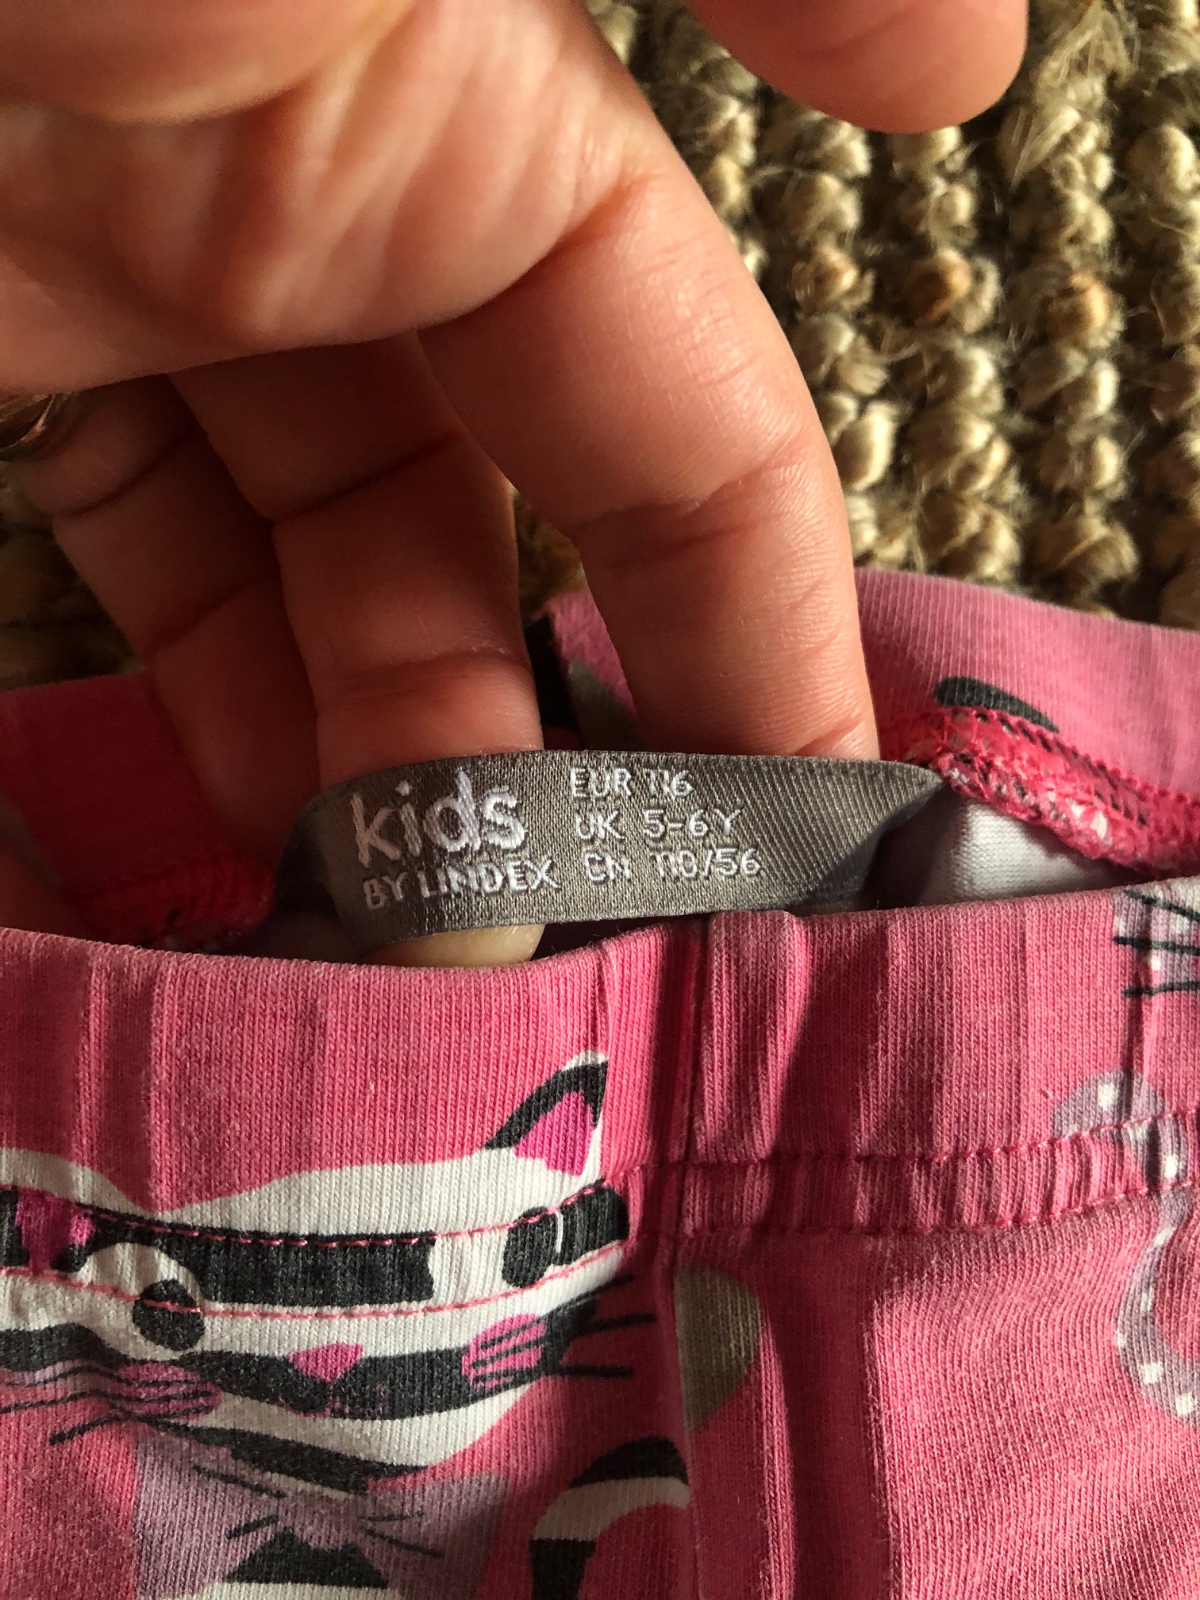 kids
BY LINDEX
EUR 116
UK 5-6Y
CN 110/56